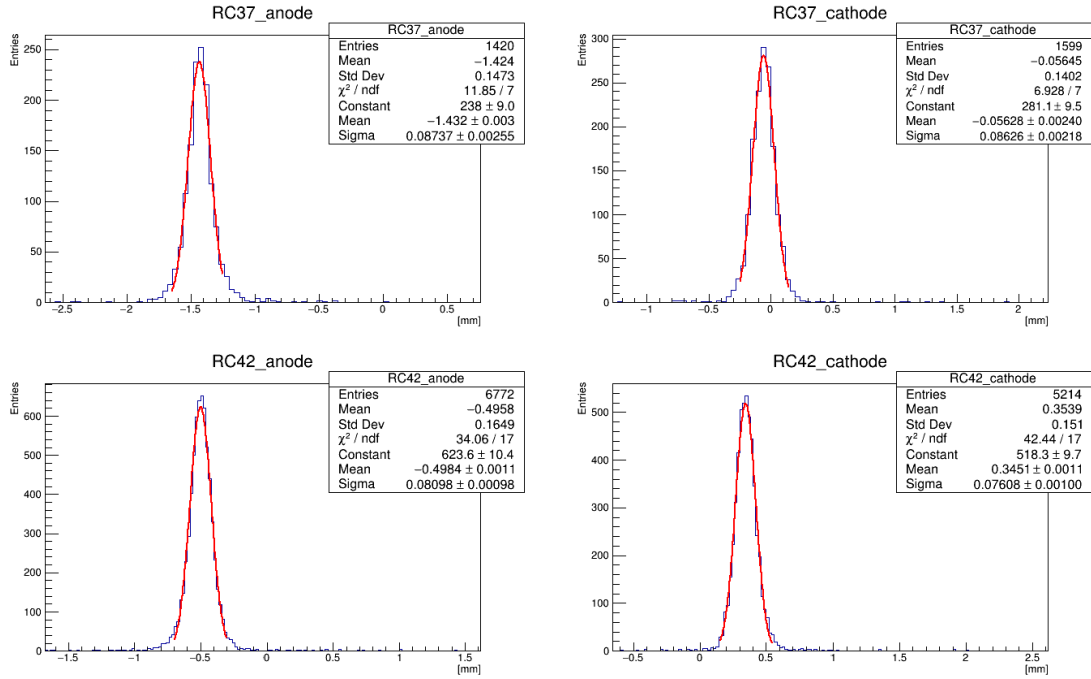 RC37_anode
Entries
RC37_anode
Entries 1420
Mean −1.424
Std Dev 0.1473
χ² / ndf 11.85 / 7
Constant 238 ± 9.0
Mean −1.432 ± 0.003
Sigma 0.08737 ± 0.00255
250
200
150
100
50
0
−2.5 −2 −1.5 −1 −0.5 0 0.5
[mm]
RC37_cathode
Entries
RC37_cathode
Entries 1599
Mean −0.05645
Std Dev 0.1402
χ² / ndf 6.928 / 7
Constant 281.1 ± 9.5
Mean −0.05628 ± 0.00240
Sigma 0.08626 ± 0.00218
300
250
200
150
100
50
0
−1 −0.5 0 0.5 1 1.5 2
[mm]
RC42_anode
Entries
RC42_anode
Entries 6772
Mean −0.4958
Std Dev 0.1649
χ² / ndf 34.06 / 17
Constant 623.6 ± 10.4
Mean −0.4984 ± 0.0011
Sigma 0.08098 ± 0.00098
600
500
400
300
200
100
0
−1.5 −1 −0.5 0 0.5 1 1.5
[mm]
RC42_cathode
Entries
RC42_cathode
Entries 5214
Mean 0.3539
Std Dev 0.151
χ² / ndf 42.44 / 17
Constant 518.3 ± 9.7
Mean 0.3451 ± 0.0011
Sigma 0.07608 ± 0.00100
500
400
300
200
100
0
−0.5 0 0.5 1 1.5 2 2.5
[mm]